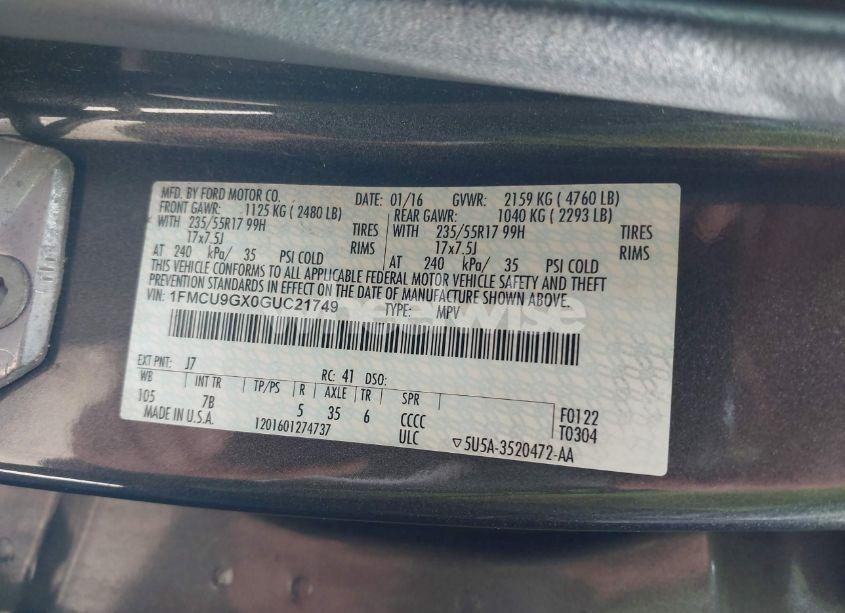 MFD. BY FORD MOTOR CO. DATE: 01/16 GVWR: 2159 KG ( 4760 LB)
FRONT GAWR: 1125 KG ( 2480 LB) REAR GAWR: 1040 KG ( 2293 LB)
WITH 235/55R17 99H TIRES WITH 235/55R17 99H TIRES
17x7.5J RIMS 17x7.5J RIMS
AT 240 kPa/ 35 PSI COLD AT 240 kPa/ 35 PSI COLD
THIS VEHICLE CONFORMS TO ALL APPLICABLE FEDERAL MOTOR VEHICLE SAFETY AND THEFT
PREVENTION STANDARDS IN EFFECT ON THE DATE OF MANUFACTURE SHOWN ABOVE.
VIN: 1FMCU9GX0GUC21749 TYPE: MPV
EXT PNT: J7 RC: 41 DSO:
WB INT TR TP/PS R AXLE TR SPR
105 7B 5 35 6 CCCC F0122
MADE IN U.S.A. 1201601274737 ULC T0304
▽5U5A-3520472-AA